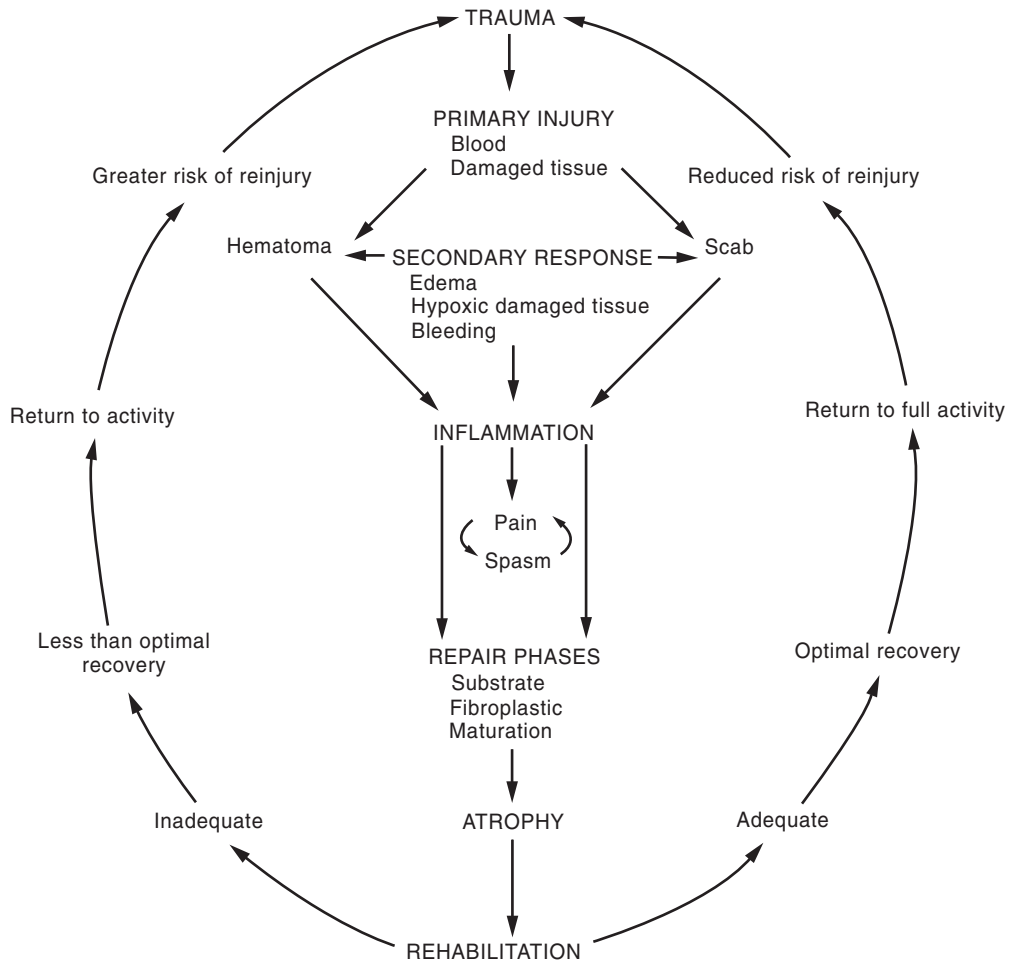 TRAUMA
PRIMARY INJURY
Blood
Damaged tissue
Greater risk of reinjury
Reduced risk of reinjury
Hematoma
SECONDARY RESPONSE
Scab
Edema
Hypoxic damaged tissue
Bleeding
Return to activity
Return to full activity
INFLAMMATION
Pain
Spasm
Less than optimal
recovery
REPAIR PHASES
Optimal recovery
Substrate
Fibroplastic
Maturation
Inadequate
ATROPHY
Adequate
REHABILITATION